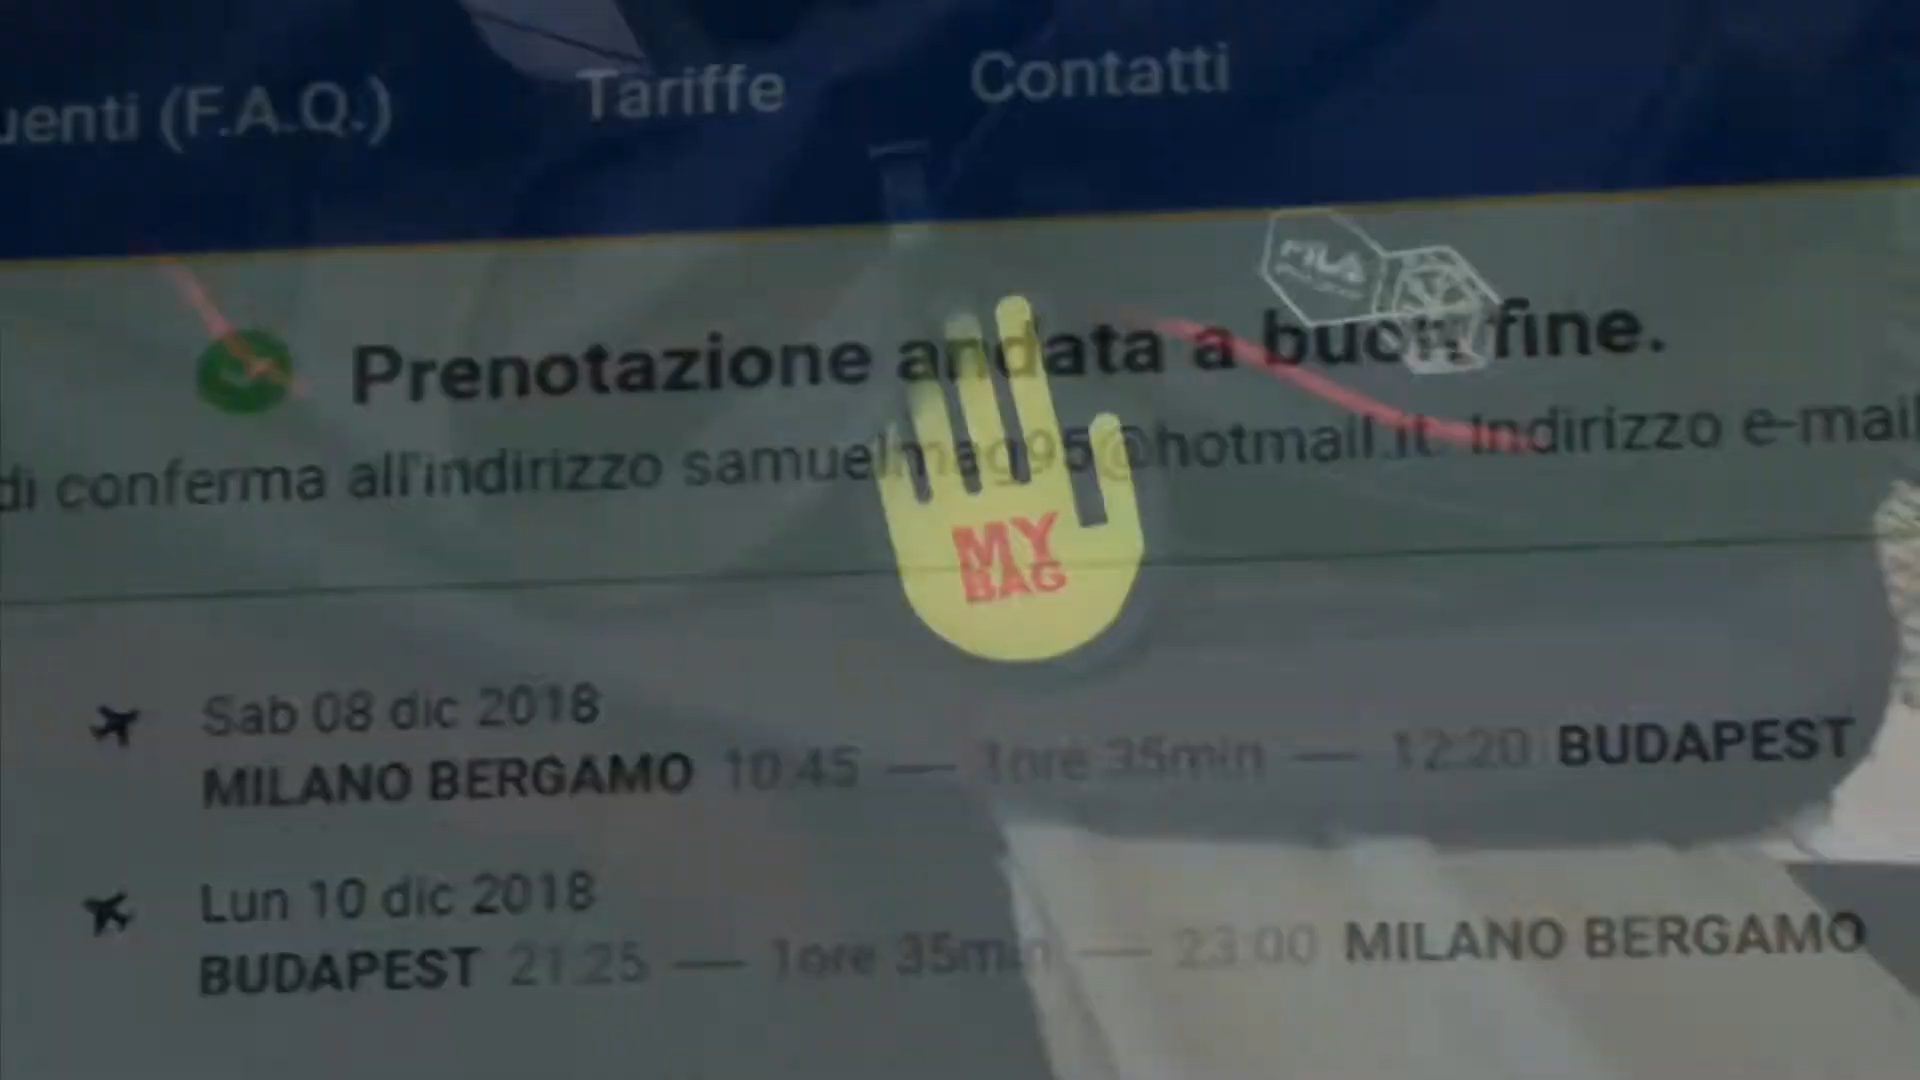 uenti (F.A.Q.) Tariffe Contatti
FILA
Prenotazione andata a buon fine.
di conferma all'indirizzo samuelmag95@hotmail.it. Indirizzo e-mail
MY
BAG
Sab 08 dic 2018
MILANO BERGAMO 10:45 — 1ore 35min — 12:20 BUDAPEST
Lun 10 dic 2018
BUDAPEST 21:25 — 1ore 35min — 23:00 MILANO BERGAMO